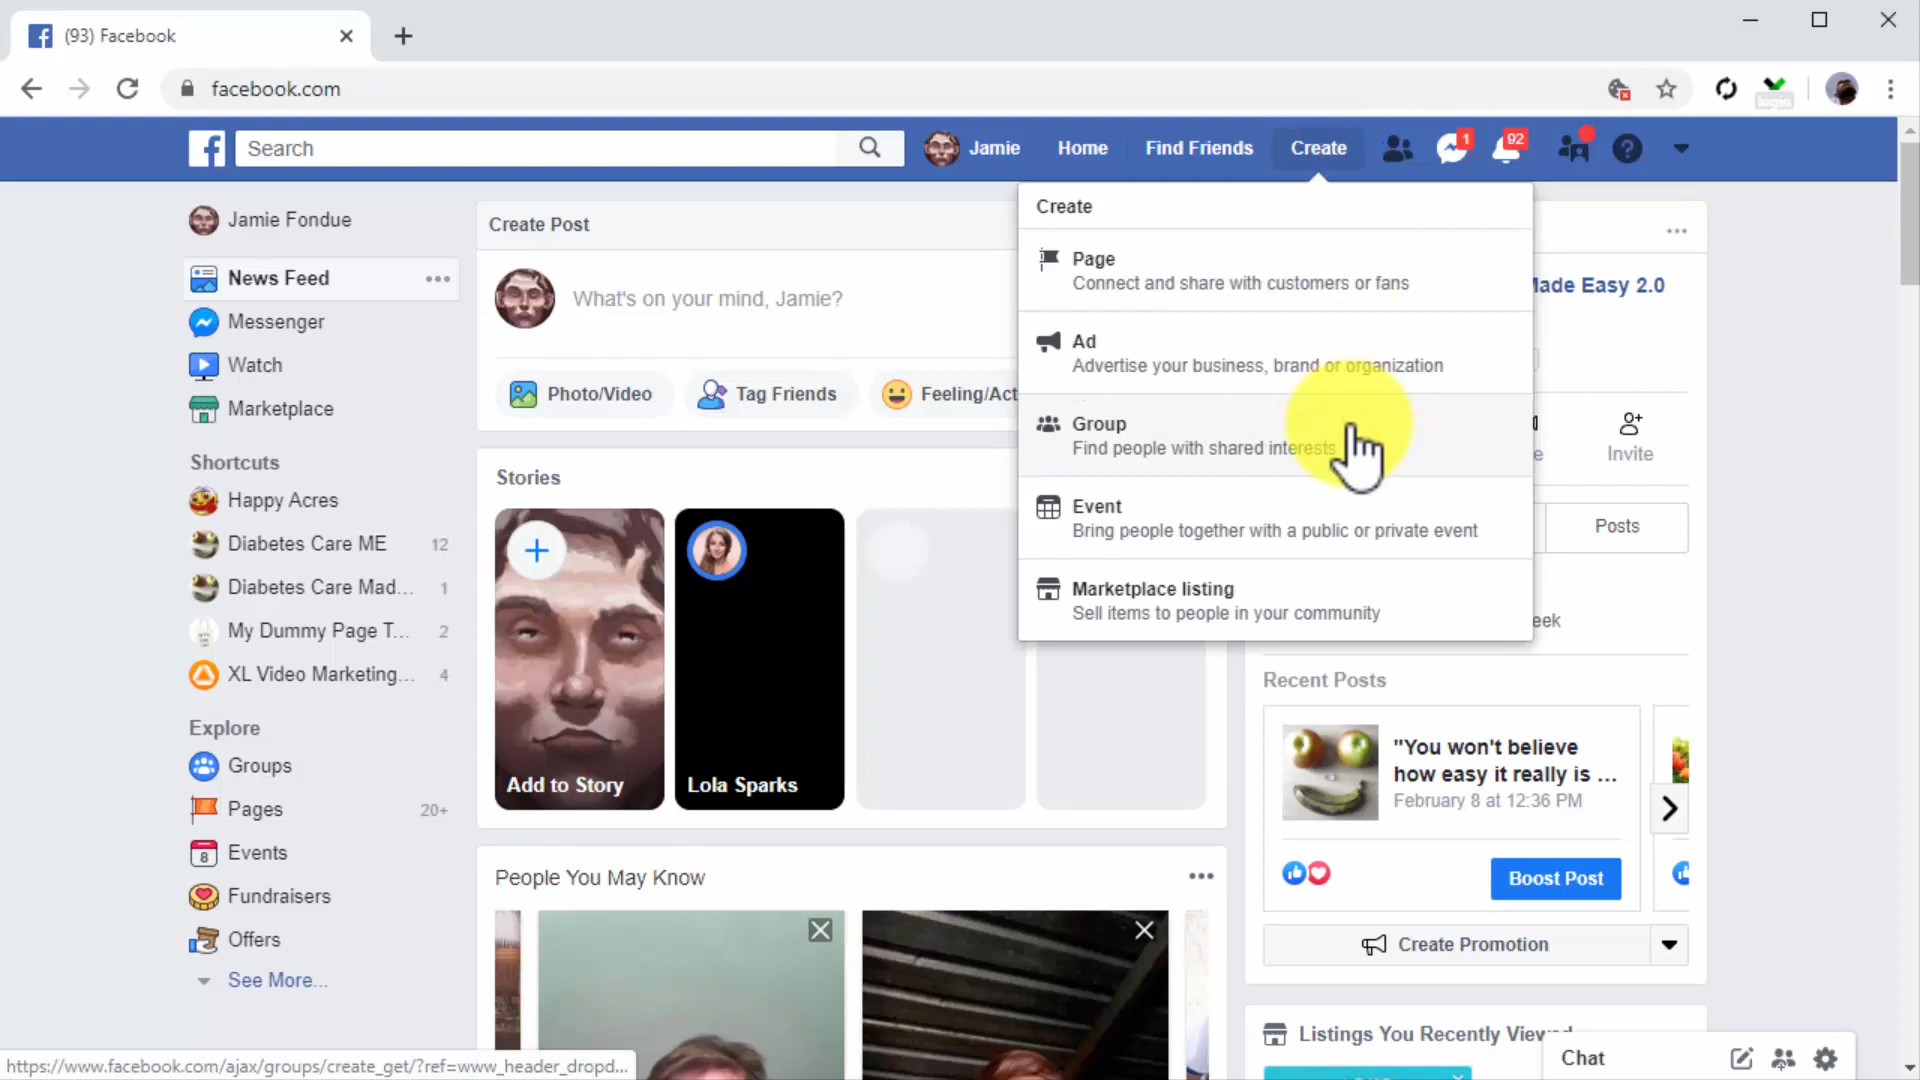 (93) Facebook
facebook.com
login
Search
Jamie
Home
Find Friends
Create
1
92
Jamie Fondue
News Feed
Messenger
Watch
Marketplace
Shortcuts
Happy Acres
Diabetes Care ME 12
Diabetes Care Mad... 1
My Dummy Page T... 2
XL Video Marketing... 4
Explore
Groups
Pages 20+
8
Events
Fundraisers
Offers
See More...
Create Post
What's on your mind, Jamie?
Photo/Video
Tag Friends
Feeling/Act
Stories
Add to Story
Lola Sparks
People You May Know
Create
Page
Connect and share with customers or fans
Ad
Advertise your business, brand or organization
Group
Find people with shared interests
Event
Bring people together with a public or private event
Marketplace listing
Sell items to people in your community
Made Easy 2.0
e
Invite
Posts
eek
Recent Posts
"You won't believe
how easy it really is ...
February 8 at 12:36 PM
Boost Post
Create Promotion
Listings You Recently Viewed
Chat
https://www.facebook.com/ajax/groups/create_get/?ref=www_header_dropd...